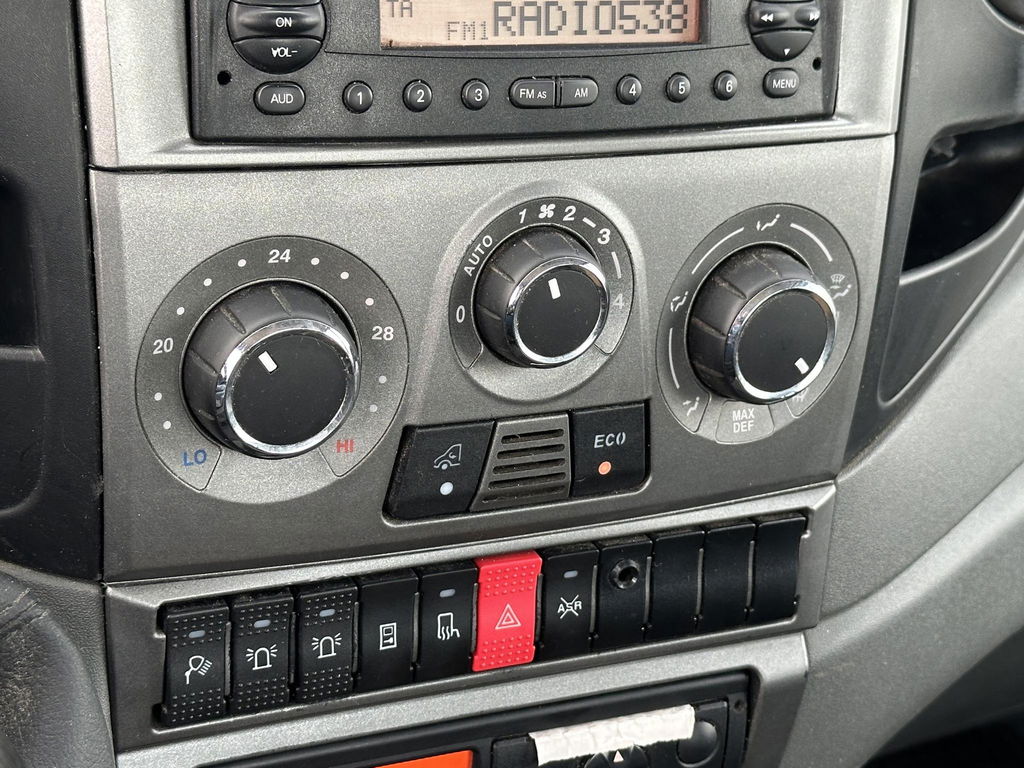 ON
VOL-
TA
FM1 RADIO538
AUD
1 2 3 FM AS AM 4 5 6 MENU
24
20 28
LO HI
0 AUTO 1 2 3 4
MAX
DEF
ECO
ASR